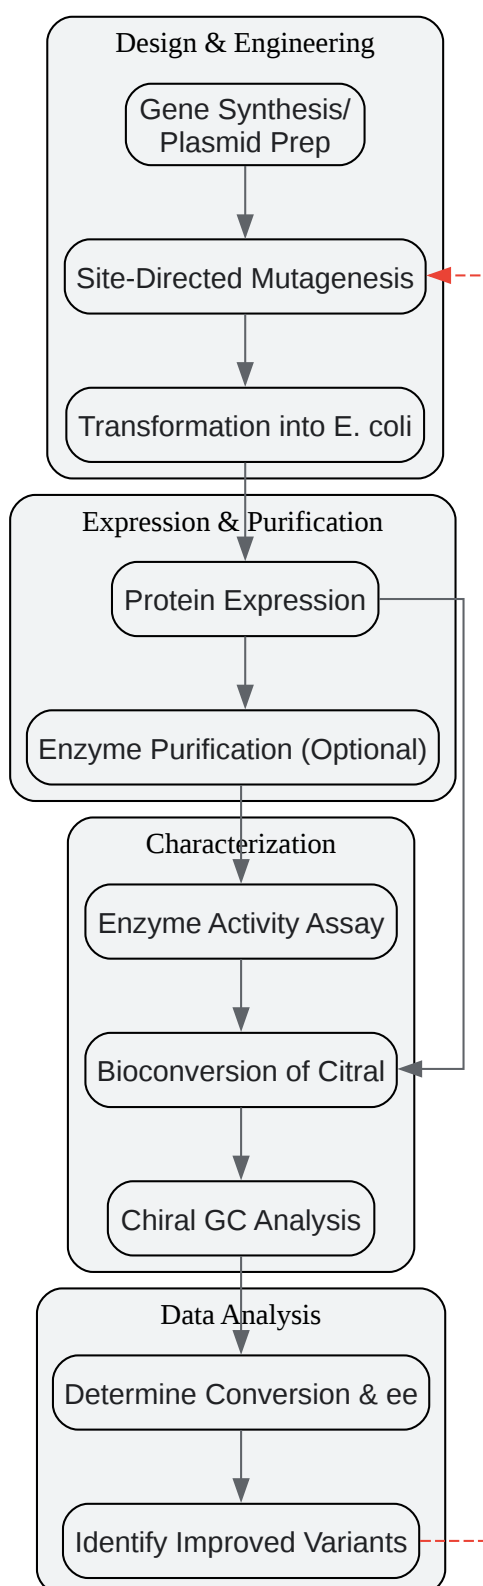 Design & Engineering
Gene Synthesis/
Plasmid Prep
Site-Directed Mutagenesis
Transformation into E. coli
Expression & Purification
Protein Expression
Enzyme Purification (Optional)
Characterization
Enzyme Activity Assay
Bioconversion of Citral
Chiral GC Analysis
Data Analysis
Determine Conversion & ee
Identify Improved Variants